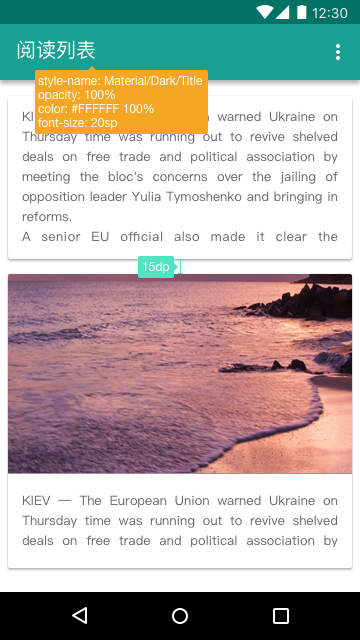 12:30
阅读列表
style-name: Material/Dark/Title
opacity: 100%
color: #FFFFFF 100%
font-size: 20sp
warned Ukraine on
Thursday time was running out to revive shelved
deals on free trade and political association by
meeting the bloc's concerns over the jailing of
opposition leader Yulia Tymoshenko and bringing in
reforms.
A senior EU official also made it clear the
15dp
KIEV — The European Union warned Ukraine on
Thursday time was running out to revive shelved
deals on free trade and political association by